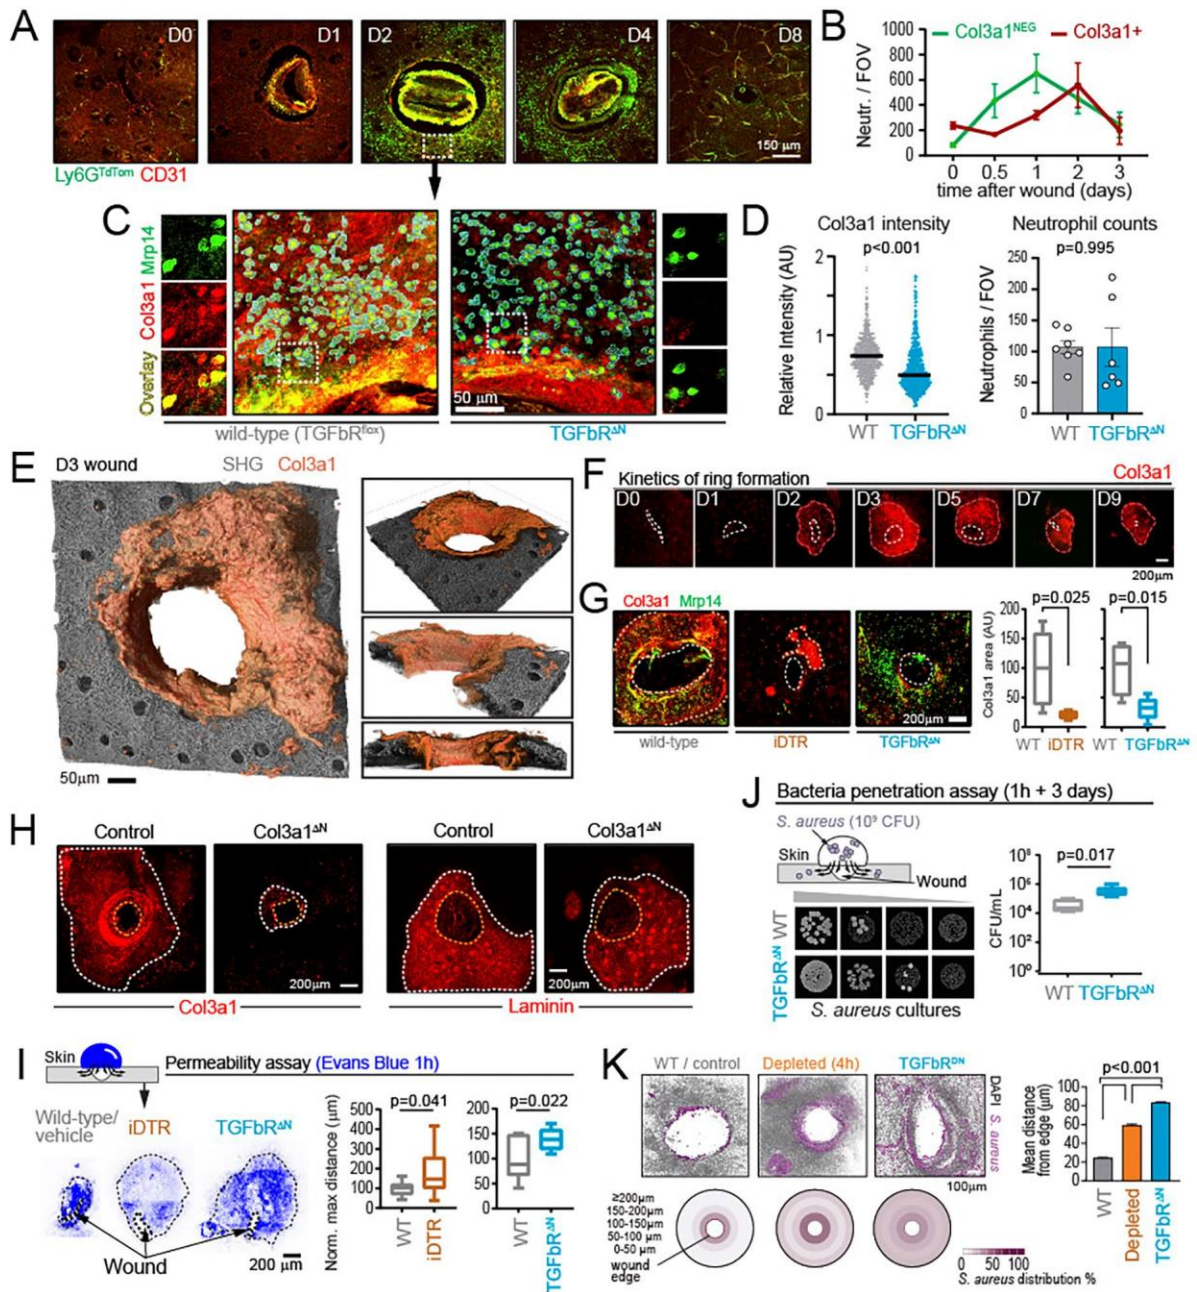 A
D0
D1
D2
D4
D8
150 µm
Ly6G^TdTom CD31
B
Col3a1^NEG Col3a1+
Neutr. / FOV
1000
800
600
400
200
0
0 0.5 1 2 3
time after wound (days)
C
Overlay Col3a1 Mrp14
50 µm
wild-type (TGFbR^flox)
TGFbR^ΔN
D
Col3a1 intensity
p<0.001
Relative Intensity (AU)
2
1
0
WT TGFbR^ΔN
Neutrophil counts
p=0.995
Neutrophils / FOV
250
200
150
100
50
0
WT TGFbR^ΔN
E
D3 wound SHG Col3a1
50µm
F
Kinetics of ring formation Col3a1
D0 D1 D2 D3 D5 D7 D9
200µm
G
Col3a1 Mrp14
200µm
wild-type iDTR TGFbR^ΔN
Col3a1 area (AU)
200
150
100
50
0
p=0.025
p=0.015
WT iDTR
WT TGFbR^ΔN
H
Control Col3a1^ΔN Control Col3a1^ΔN
200µm
200µm
Col3a1 Laminin
J
Bacteria penetration assay (1h + 3 days)
S. aureus (10⁹ CFU)
Skin
Wound
WT
TGFbR^ΔN
S. aureus cultures
CFU/mL
10⁸
10⁶
10⁴
10²
10⁰
p=0.017
WT TGFbR^ΔN
I
Skin
Permeability assay (Evans Blue 1h)
Wild-type/
vehicle
iDTR
TGFbR^ΔN
Wound
200 µm
Norm. max distance (µm)
500
400
300
200
100
0
p=0.041
WT
iDTR
200
150
100
50
0
p=0.022
WT
TGFbR^ΔN
K
WT / control
Depleted (4h)
TGFbR^DN
DAPI S. aureus
100µm
≥200µm
150-200µm
100-150µm
50-100 µm
0-50 µm
wound
edge
0 50 100
S. aureus distribution %
Mean distance
from edge (µm)
100
80
60
40
20
0
p<0.001
WT
Depleted
TGFbR^ΔN